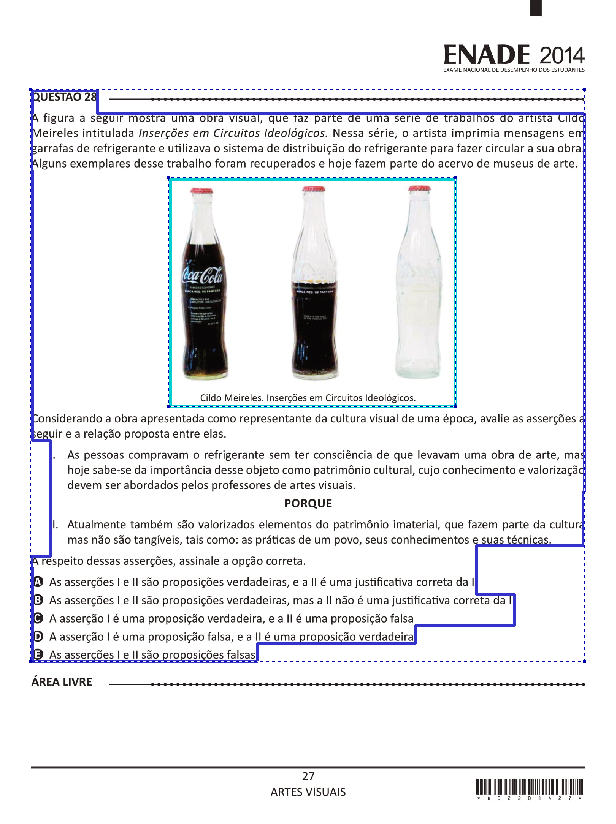 ENADE 2014
EXAME NACIONAL DE DESEMPENHO DOS ESTUDANTES
QUESTÃO 28
A figura a seguir mostra uma obra visual, que faz parte de uma série de trabalhos do artista Cildo
Meireles intitulada Inserções em Circuitos Ideológicos. Nessa série, o artista imprimia mensagens em
garrafas de refrigerante e utilizava o sistema de distribuição do refrigerante para fazer circular a sua obra.
Alguns exemplares desse trabalho foram recuperados e hoje fazem parte do acervo de museus de arte.
Coca-Cola
Cildo Meireles. Inserções em Circuitos Ideológicos.
Considerando a obra apresentada como representante da cultura visual de uma época, avalie as asserções a
seguir e a relação proposta entre elas.
I. As pessoas compravam o refrigerante sem ter consciência de que levavam uma obra de arte, mas
hoje sabe-se da importância desse objeto como patrimônio cultural, cujo conhecimento e valorização
devem ser abordados pelos professores de artes visuais.
PORQUE
II. Atualmente também são valorizados elementos do patrimônio imaterial, que fazem parte da cultura
mas não são tangíveis, tais como: as práticas de um povo, seus conhecimentos e suas técnicas.
A respeito dessas asserções, assinale a opção correta.
A As asserções I e II são proposições verdadeiras, e a II é uma justificativa correta da I
B As asserções I e II são proposições verdadeiras, mas a II não é uma justificativa correta da I
C A asserção I é uma proposição verdadeira, e a II é uma proposição falsa
D A asserção I é uma proposição falsa, e a II é uma proposição verdadeira
E As asserções I e II são proposições falsas
ÁREA LIVRE
27
ARTES VISUAIS